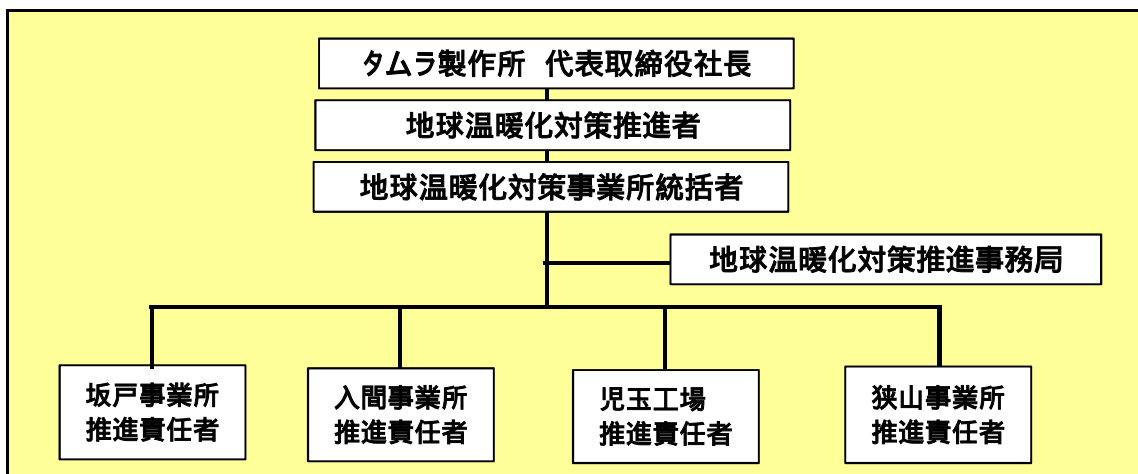 タムラ製作所 代表取締役社長
地球温暖化対策推進者
地球温暖化対策事業所統括者
地球温暖化対策推進事務局
坂戸事業所
推進責任者
入間事業所
推進責任者
児玉工場
推進責任者
狭山事業所
推進責任者